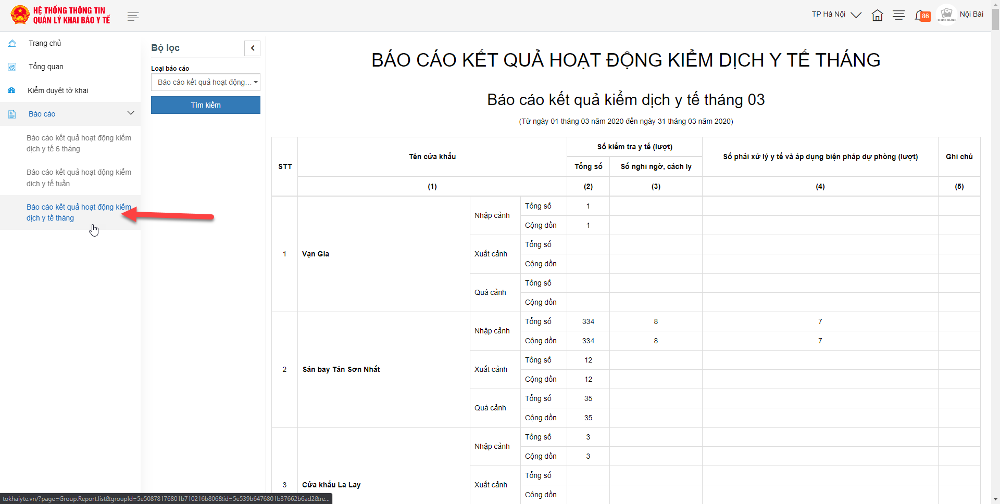 HỆ THỐNG THÔNG TIN
QUẢN LÝ KHAI BÁO Y TẾ
TP Hà Nội
86
KHÔNG CÓ ẢNH
Nội Bài
Trang chủ
Tổng quan
Kiểm duyệt tờ khai
Báo cáo
Báo cáo kết quả hoạt động kiểm
dịch y tế 6 tháng
Báo cáo kết quả hoạt động kiểm
dịch y tế tuần
Báo cáo kết quả hoạt động kiểm
dịch y tế tháng
Bộ lọc
Loại báo cáo
Báo cáo kết quả hoạt động...
Tìm kiếm
BÁO CÁO KẾT QUẢ HOẠT ĐỘNG KIỂM DỊCH Y TẾ THÁNG
Báo cáo kết quả kiểm dịch y tế tháng 03
(Từ ngày 01 tháng 03 năm 2020 đến ngày 31 tháng 03 năm 2020)
STT Tên cửa khẩu Số kiểm tra y tế (lượt) Số phải xử lý y tế và áp dụng biện pháp dự phòng (lượt) Ghi chú
Tổng số Số nghi ngờ, cách ly
(1) (2) (3) (4) (5)
1 Vạn Gia
Nhập cảnh Tổng số 1
Cộng dồn 1
Xuất cảnh Tổng số
Cộng dồn
Quá cảnh Tổng số
Cộng dồn
2 Sân bay Tân Sơn Nhất
Nhập cảnh Tổng số 334 8 7
Cộng dồn 334 8 7
Xuất cảnh Tổng số 12
Cộng dồn 12
Quá cảnh Tổng số 35
Cộng dồn 35
3 Cửa khẩu La Lay
Nhập cảnh Tổng số 3
Cộng dồn 3
Xuất cảnh Tổng số
Cộng dồn
tokhaiyte.vn/?page=Group.Report.list&groupId=5e50878176801b710216b806&id=5e539b6476801b37662b6ad2&re...